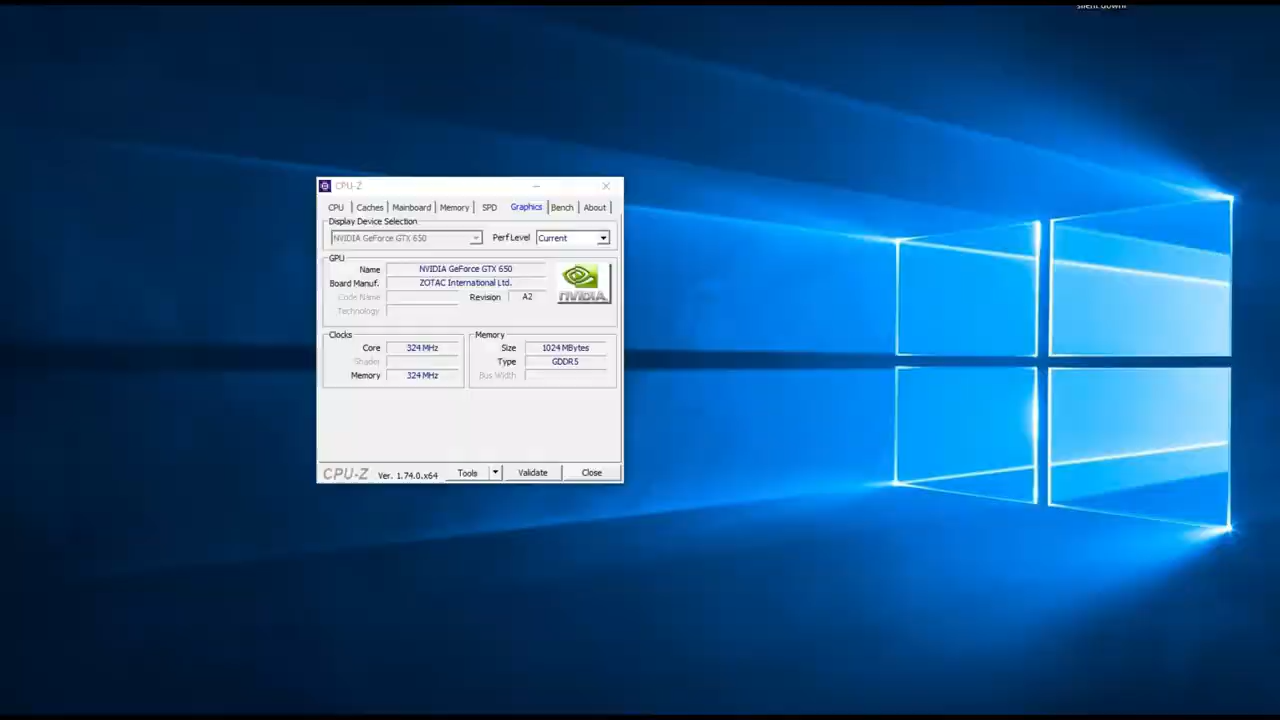 CPU-Z
CPU Caches Mainboard Memory SPD Graphics Bench About
Display Device Selection
NVIDIA GeForce GTX 650 Perf Level Current
GPU
Name NVIDIA GeForce GTX 650
Board Manuf. ZOTAC International Ltd.
Code Name Revision A2
Technology
NVIDIA
Clocks
Core 324 MHz
Shader
Memory 324 MHz
Memory
Size 1024 MBytes
Type GDDR5
Bus Width
CPU-Z Ver. 1.74.0.x64 Tools Validate Close